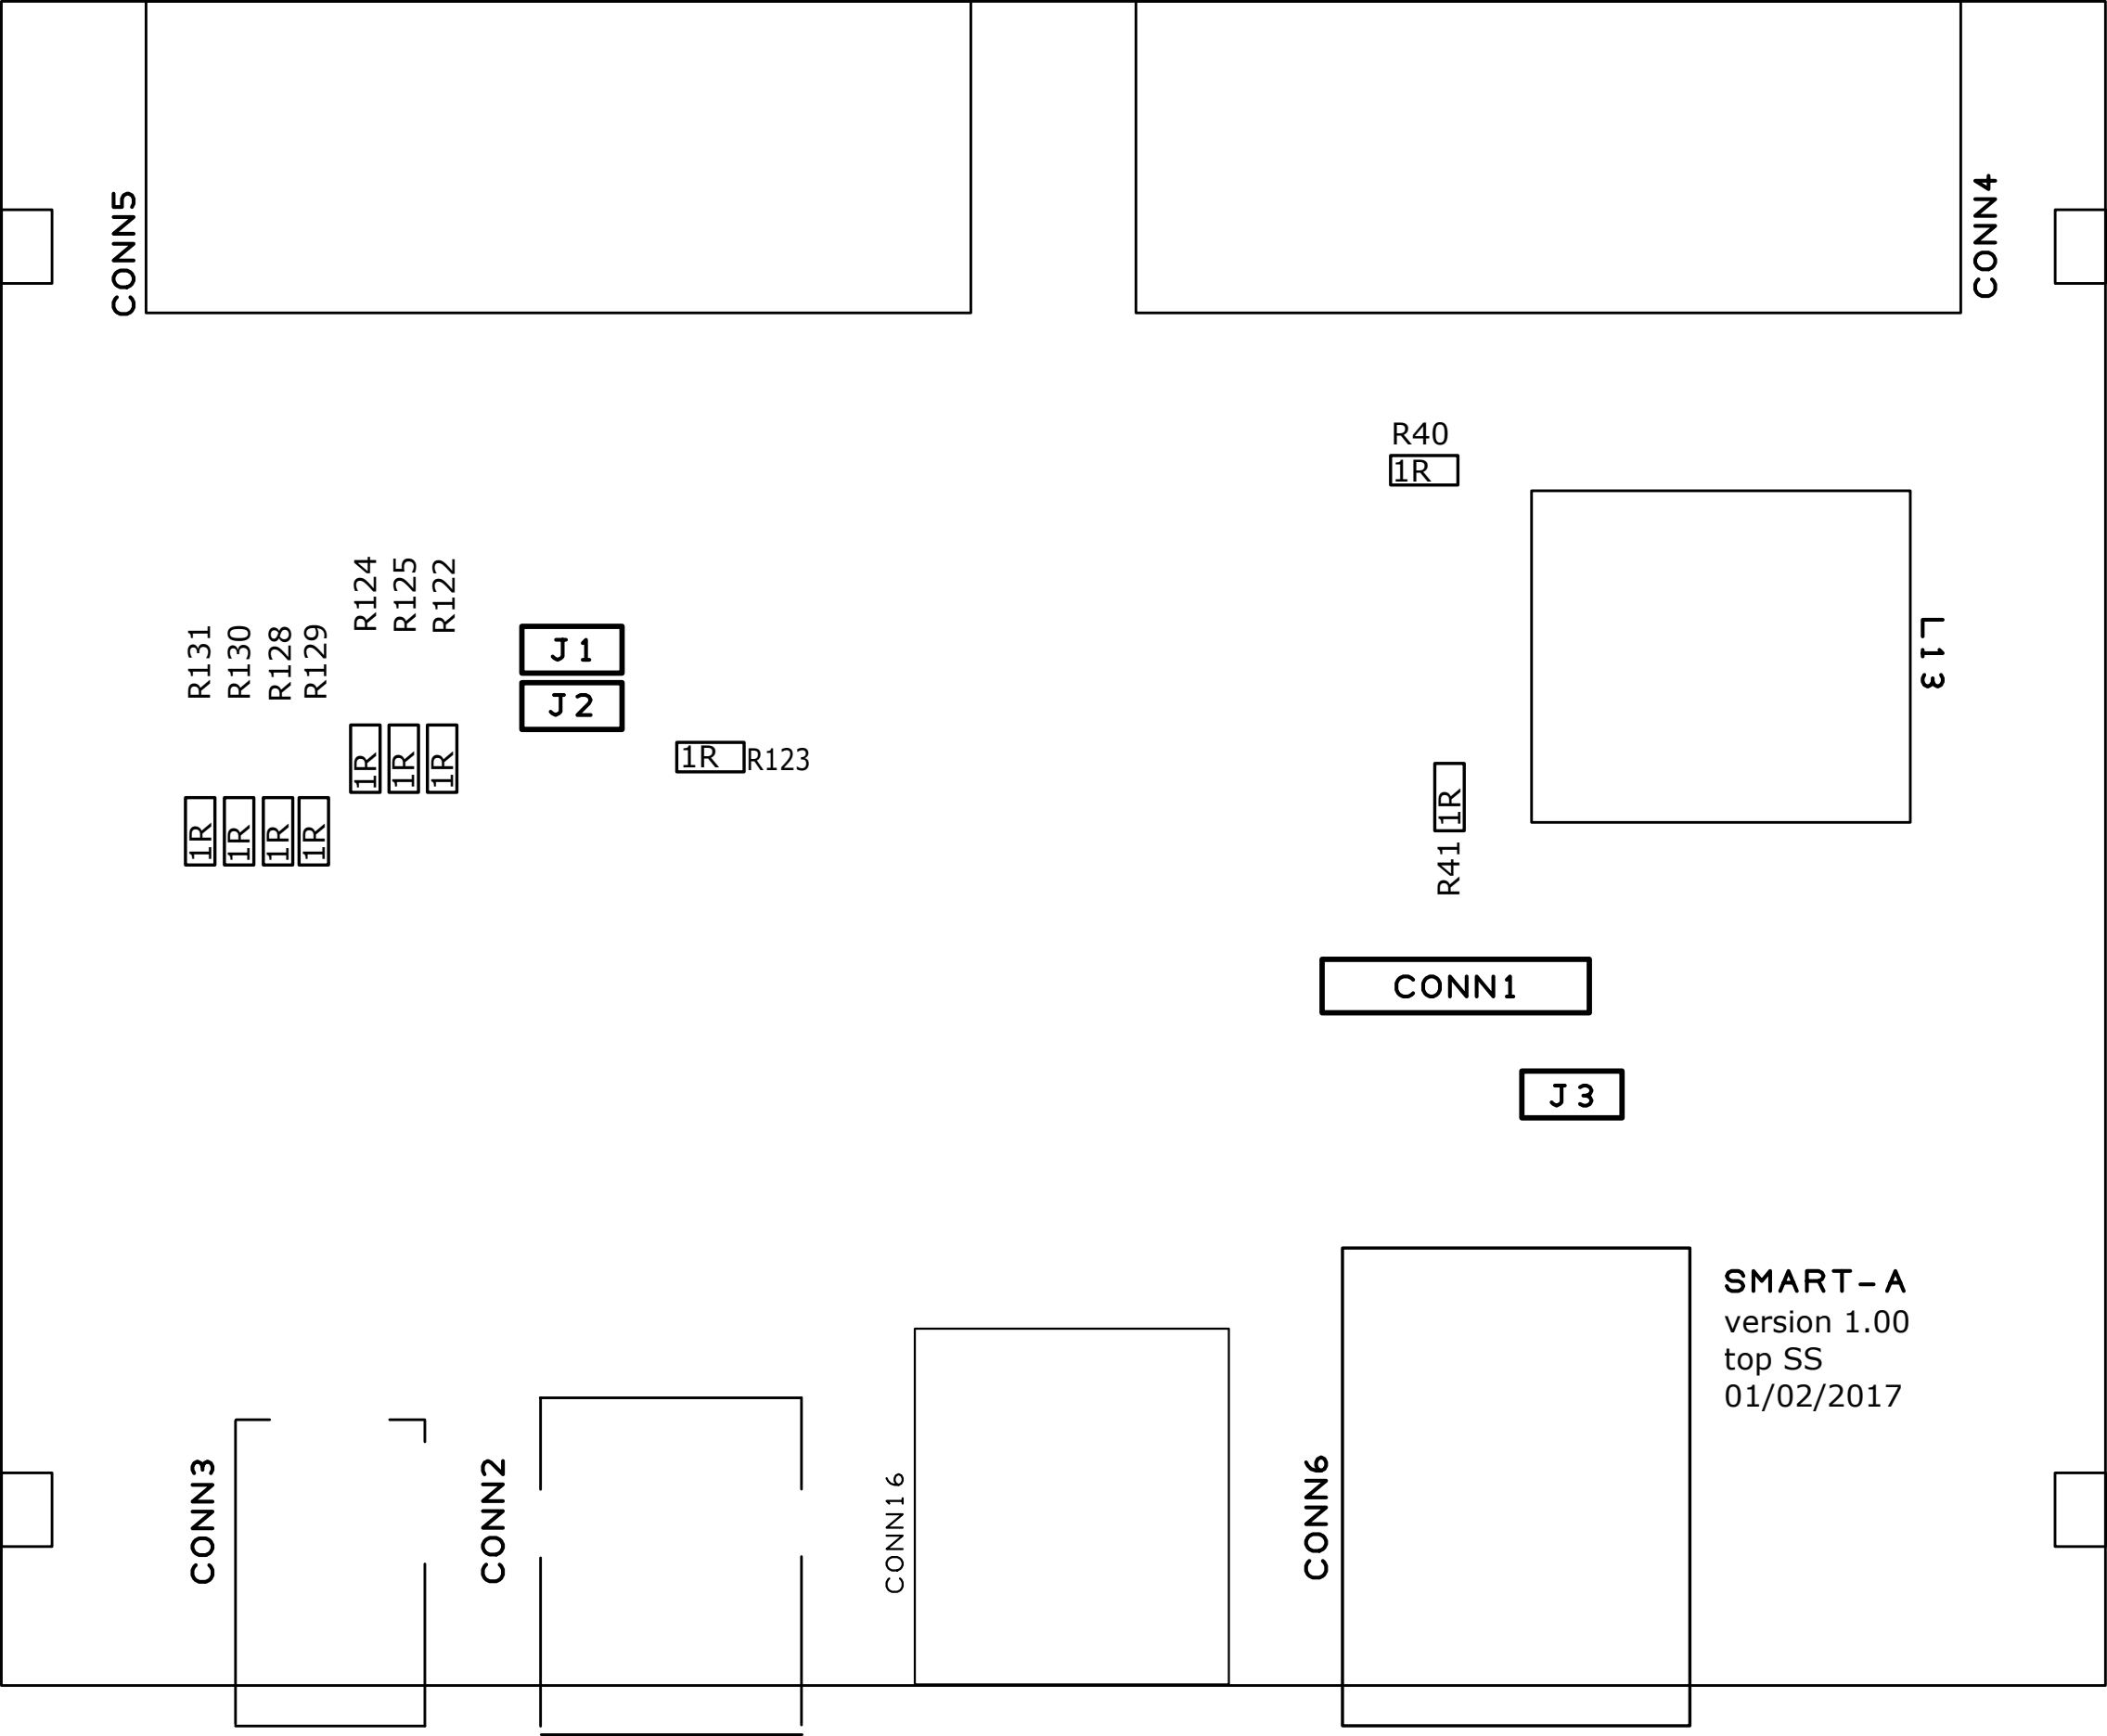 CONN5
CONN4
R40
1R
R124
R125
R122
R131
R130
R128
R129
J1
J2
L13
1R
1R
1R
1R R123
1R
R41
1R
1R
1R
1R
CONN1
J3
SMART-A
version 1.00
top SS
01/02/2017
CONN3
CONN2
CONN16
CONN6